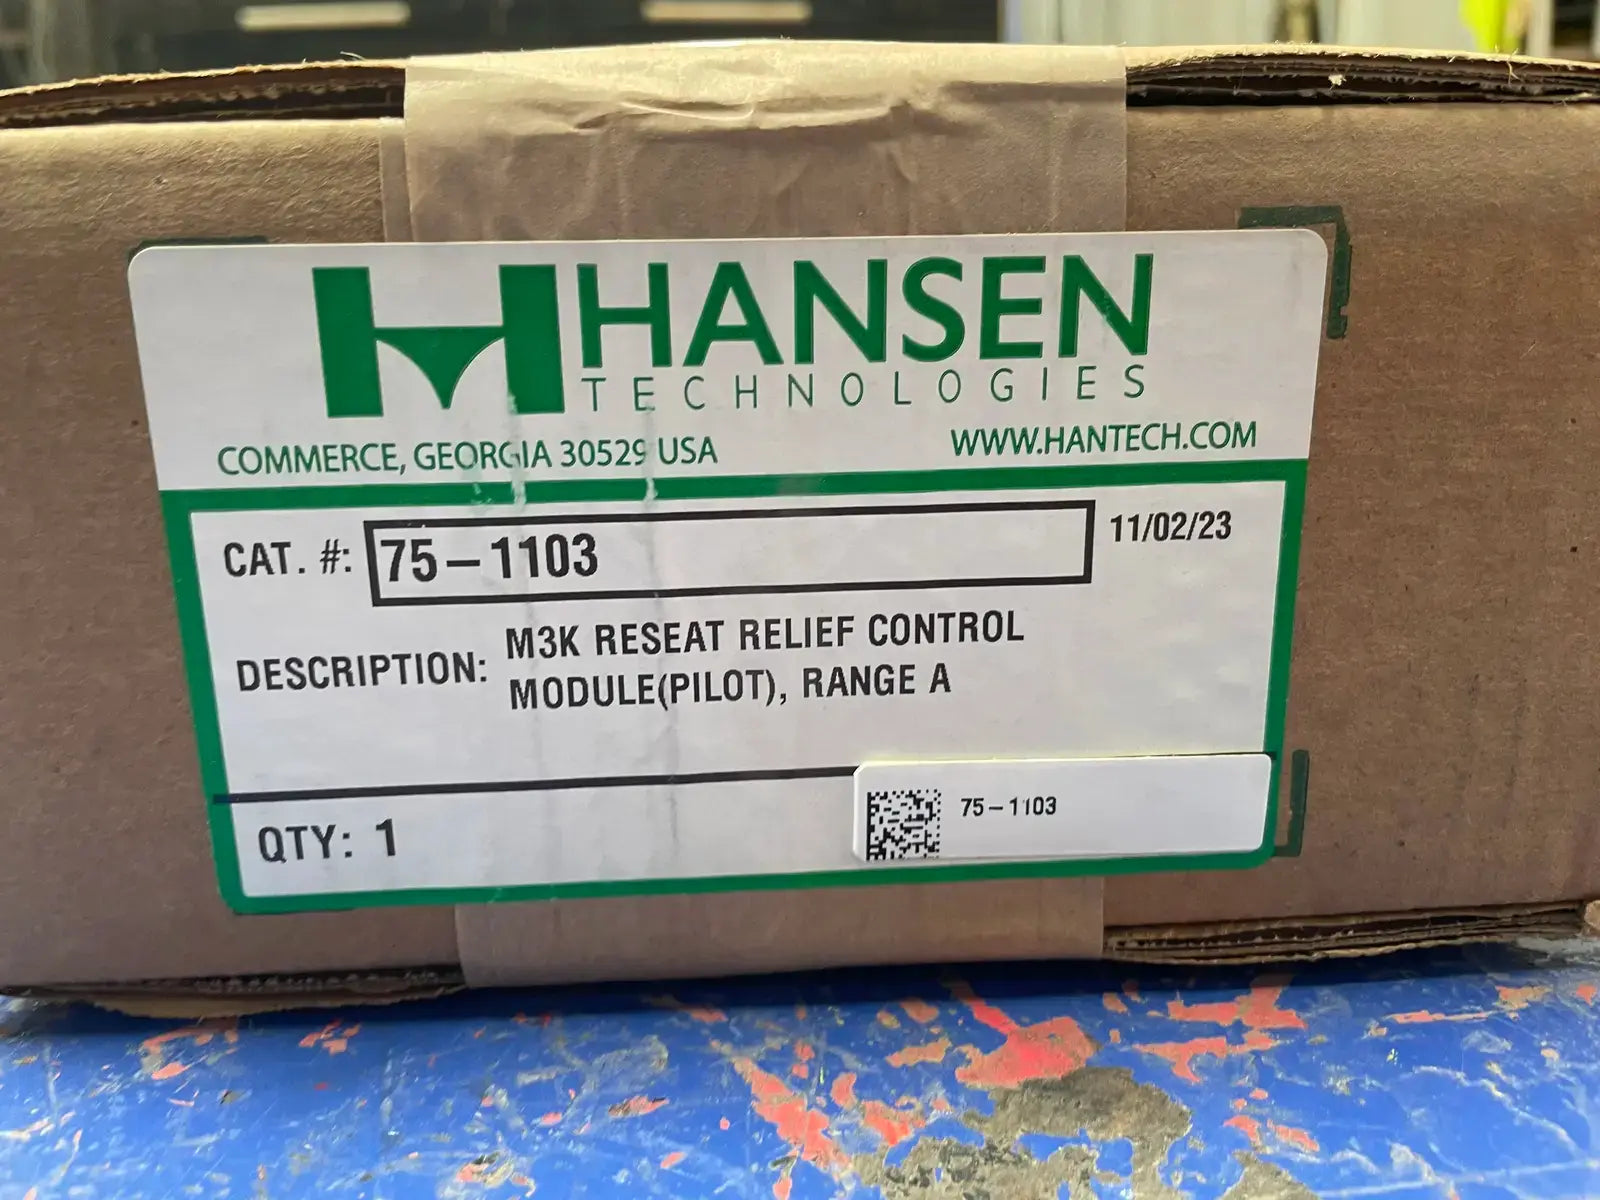 HANSEN
TECHNOLOGIES
COMMERCE, GEORGIA 30529 USA WWW.HANTECH.COM
CAT. #: 75-1103 11/02/23
DESCRIPTION: M3K RESEAT RELIEF CONTROL
MODULE(PILOT), RANGE A
QTY: 1
75-1103